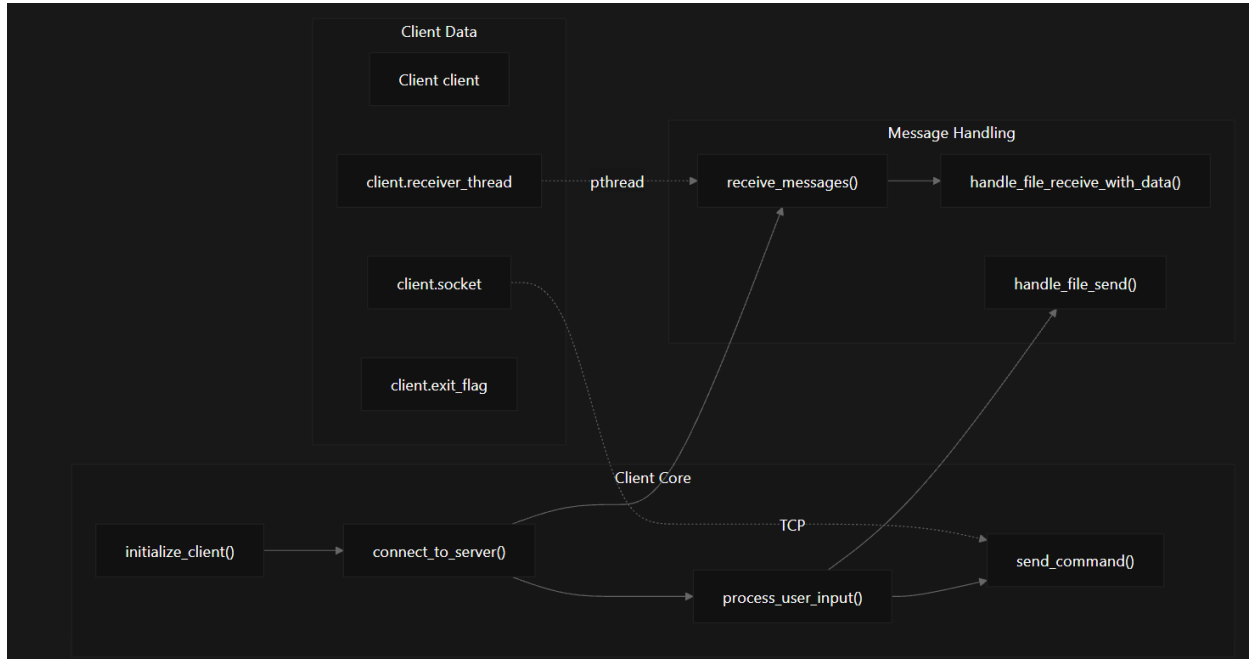 Client Data
Client client
client.receiver_thread
client.socket
client.exit_flag
pthread
Message Handling
receive_messages()
handle_file_receive_with_data()
handle_file_send()
Client Core
initialize_client()
connect_to_server()
TCP
process_user_input()
send_command()